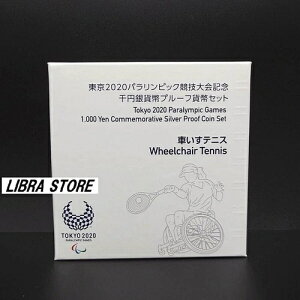 東京2020パラリンピック競技大会記念
千円銀貨幣プルーフ貨幣セット
Tokyo 2020 Paralympic Games
1,000 Yen Commemorative Silver Proof Coin Set
車いすテニス
Wheelchair Tennis
LIBRA STORE
TOKYO 2020
PARALYMPIC GAMES